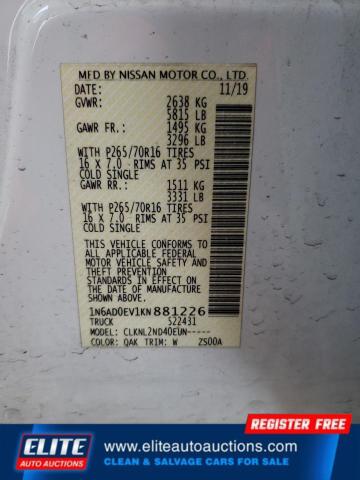 MFD BY NISSAN MOTOR CO., LTD.
DATE: 11/19
GVWR: 2638 KG
5815 LB
GAWR FR.: 1495 KG
3296 LB
WITH P265/70R16 TIRES
16 X 7.0 RIMS AT 35 PSI
COLD SINGLE
GAWR RR.: 1511 KG
3331 LB
WITH P265/70R16 TIRES
16 X 7.0 RIMS AT 35 PSI
COLD SINGLE
THIS VEHICLE CONFORMS TO
ALL APPLICABLE FEDERAL
MOTOR VEHICLE SAFETY AND
THEFT PREVENTION STANDARDS
IN EFFECT ON THE DATE OF
MANUFACTURE SHOWN ABOVE.
1N6AD0EV1KN881226
TRUCK 522431
MODEL: CLKNL2ND40EUN-----
COLOR: QAK TRIM: W ZS00A
REGISTER FREE
ELITE
AUTO AUCTIONS
www.eliteautoauctions.com
CLEAN & SALVAGE CARS FOR SALE